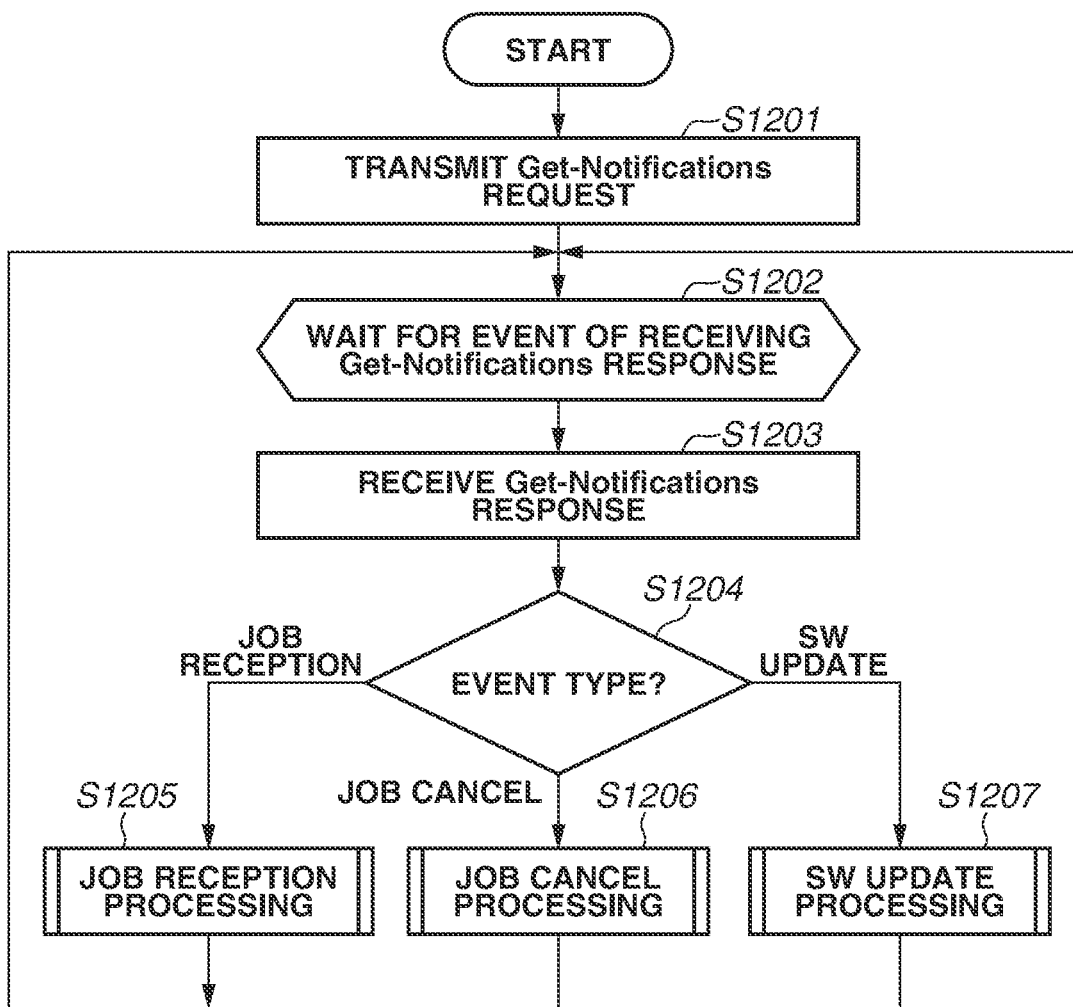 START
S1201
TRANSMIT Get-Notifications
REQUEST
S1202
WAIT FOR EVENT OF RECEIVING
Get-Notifications RESPONSE
S1203
RECEIVE Get-Notifications
RESPONSE
S1204
JOB
RECEPTION
EVENT TYPE?
SW
UPDATE
JOB CANCEL
S1205
JOB RECEPTION
PROCESSING
S1206
JOB CANCEL
PROCESSING
S1207
SW UPDATE
PROCESSING